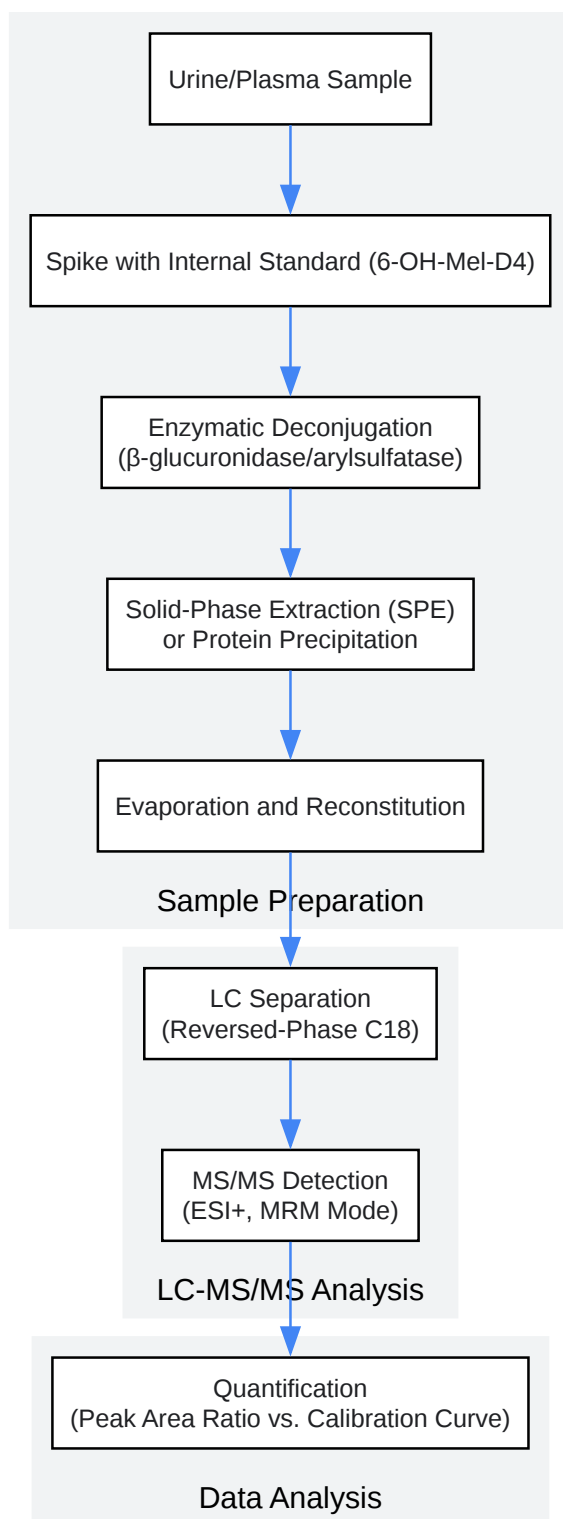 Urine/Plasma Sample
Spike with Internal Standard (6-OH-Mel-D4)
Enzymatic Deconjugation
(β-glucuronidase/arylsulfatase)
Solid-Phase Extraction (SPE)
or Protein Precipitation
Evaporation and Reconstitution
Sample Preparation
LC Separation
(Reversed-Phase C18)
MS/MS Detection
(ESI+, MRM Mode)
LC-MS/MS Analysis
Quantification
(Peak Area Ratio vs. Calibration Curve)
Data Analysis